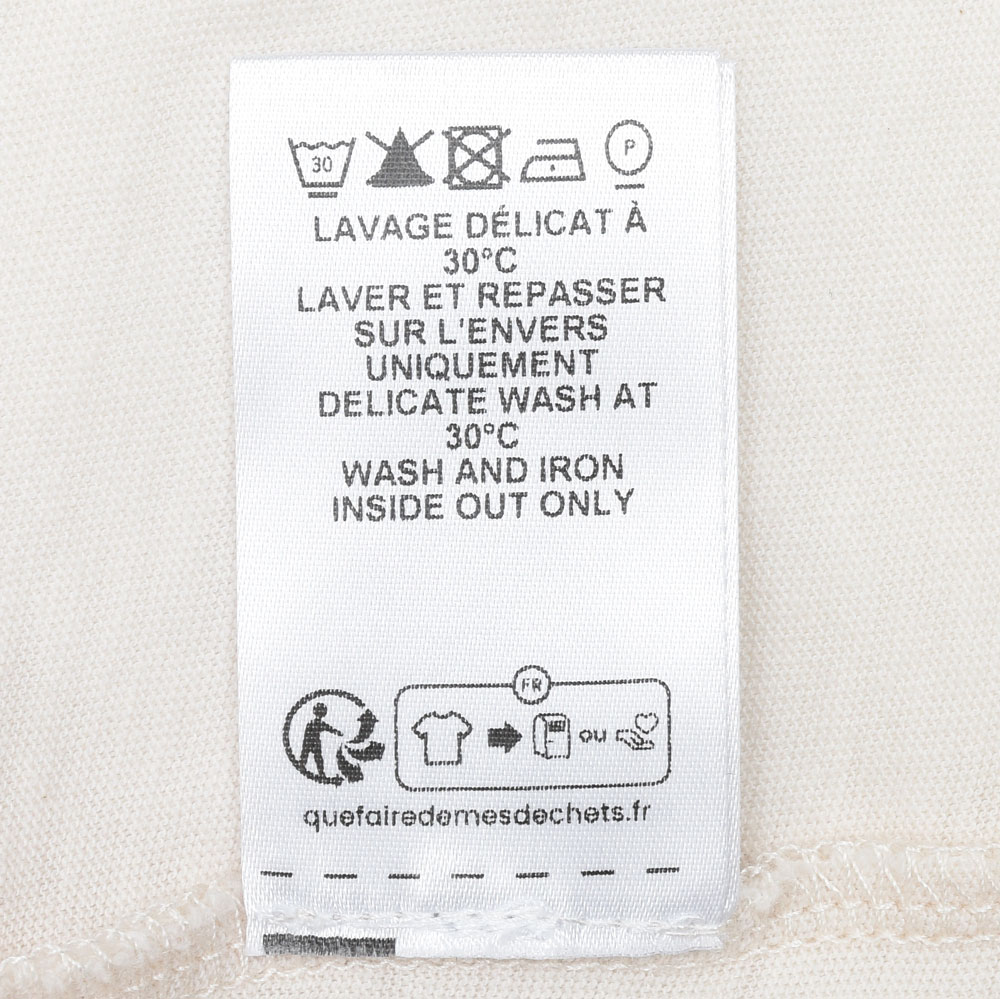 30 P
LAVAGE DÉLICAT À
30°C
LAVER ET REPASSER
SUR L'ENVERS
UNIQUEMENT
DELICATE WASH AT
30°C
WASH AND IRON
INSIDE OUT ONLY
FR
OU
quefairedemesdechets.fr